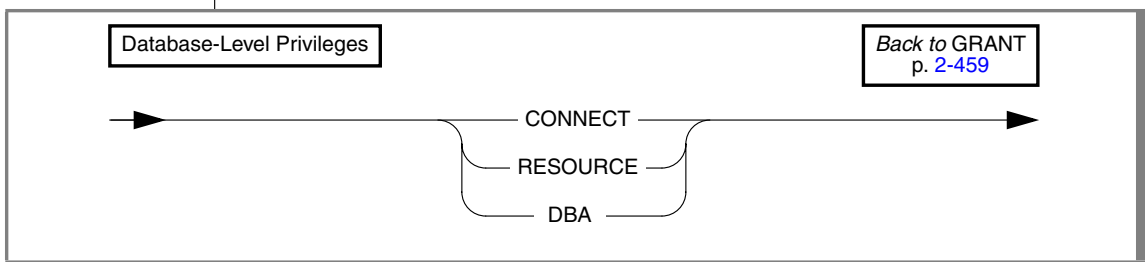 Database-Level Privileges
Back to GRANT
p. 2-459
CONNECT
RESOURCE
DBA